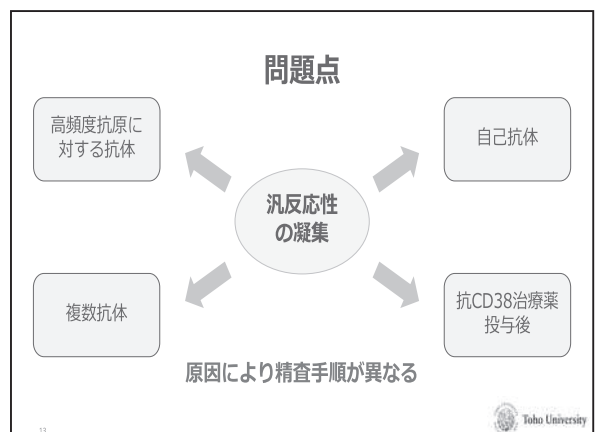 問題点
高頻度抗原に
対する抗体
自己抗体
汎反応性
の凝集
複数抗体
抗CD38治療薬
投与後
原因により精査手順が異なる
13
Toho University